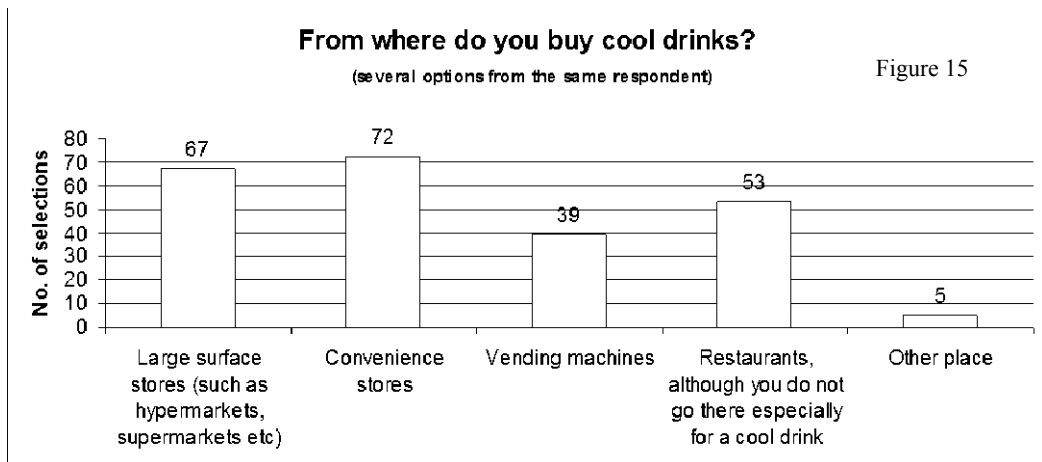 From where do you buy cool drinks?
(several options from the same respondent)
Figure 15
No. of selections
80
70
60
50
40
30
20
10
0
67
72
39
53
5
Large surface
stores (such as
hypermarkets,
supermarkets etc)
Convenience
stores
Vending machines
Restaurants,
although you do not
go there especially
for a cool drink
Other place